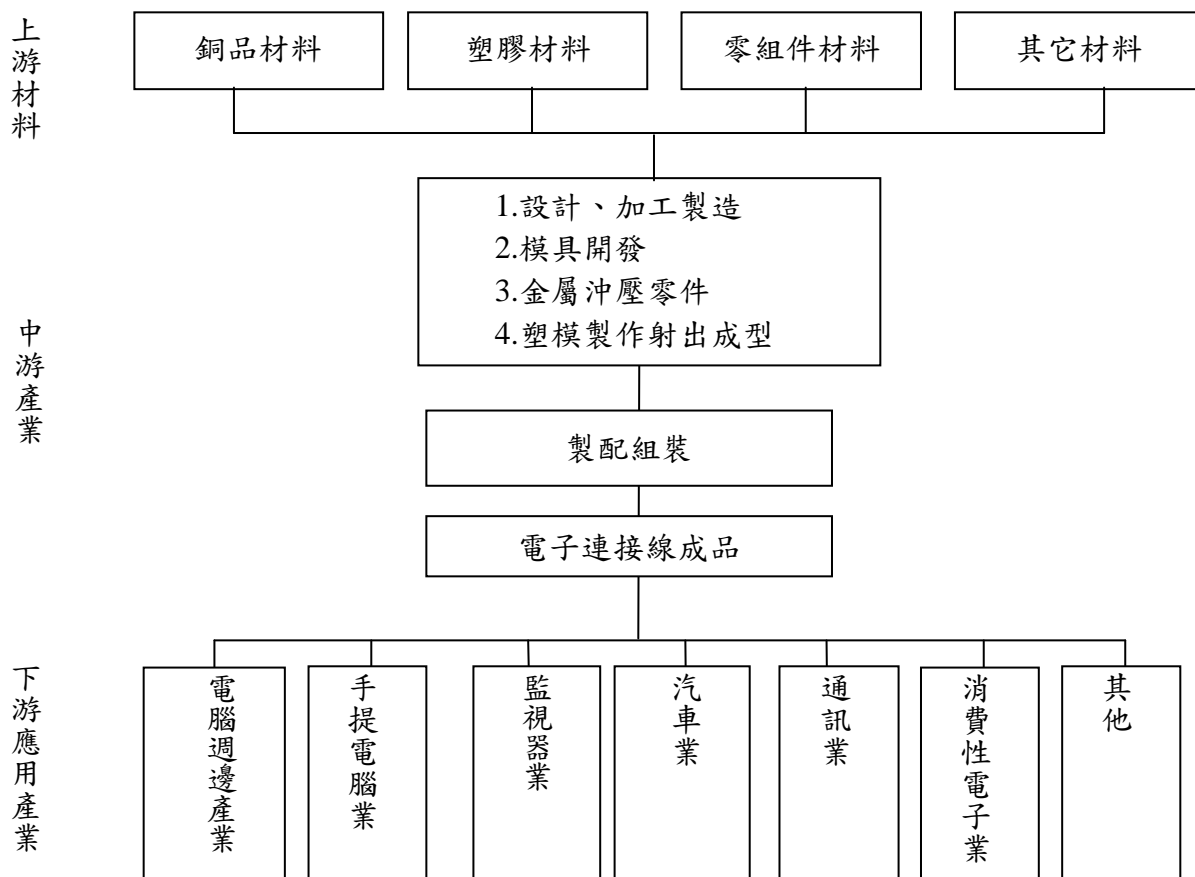 上游材料
銅品材料
塑膠材料
零組件材料
其它材料
中游產業
1.設計、加工製造
2.模具開發
3.金屬沖壓零件
4.塑模製作射出成型
製配組裝
電子連接線成品
下游應用產業
電腦週邊產業
手提電腦業
監視器業
汽車業
通訊業
消費性電子業
其他